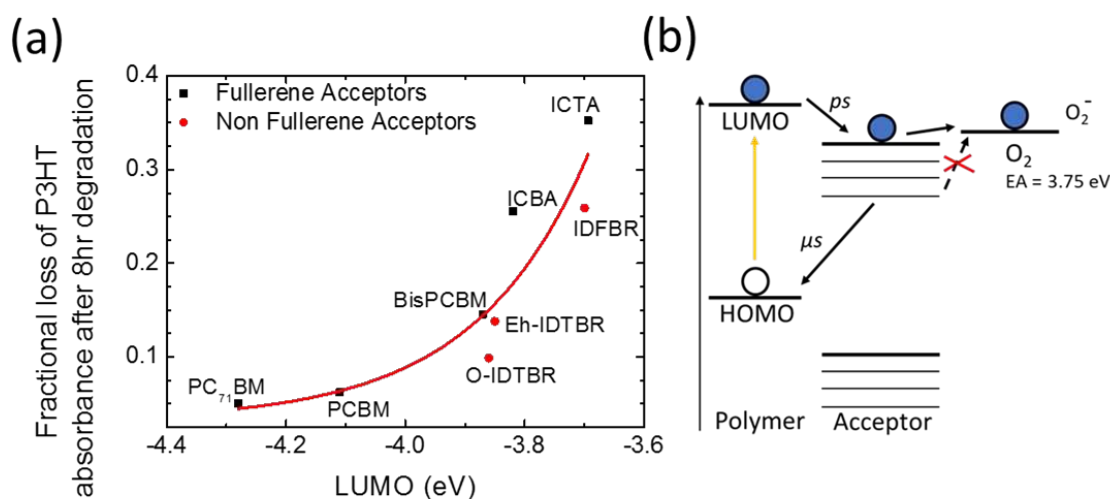 (a)
Fractional loss of P3HT
absorbance after 8hr degradation
0.4
0.3
0.2
0.1
Fullerene Acceptors
Non Fullerene Acceptors
ICTA
ICBA
IDFBR
BisPCBM
Eh-IDTBR
O-IDTBR
PC₇₁BM
PCBM
-4.4 -4.2 -4.0 -3.8 -3.6
LUMO (eV)
(b)
LUMO
ps
O₂⁻
O₂
EA = 3.75 eV
μs
HOMO
Polymer Acceptor